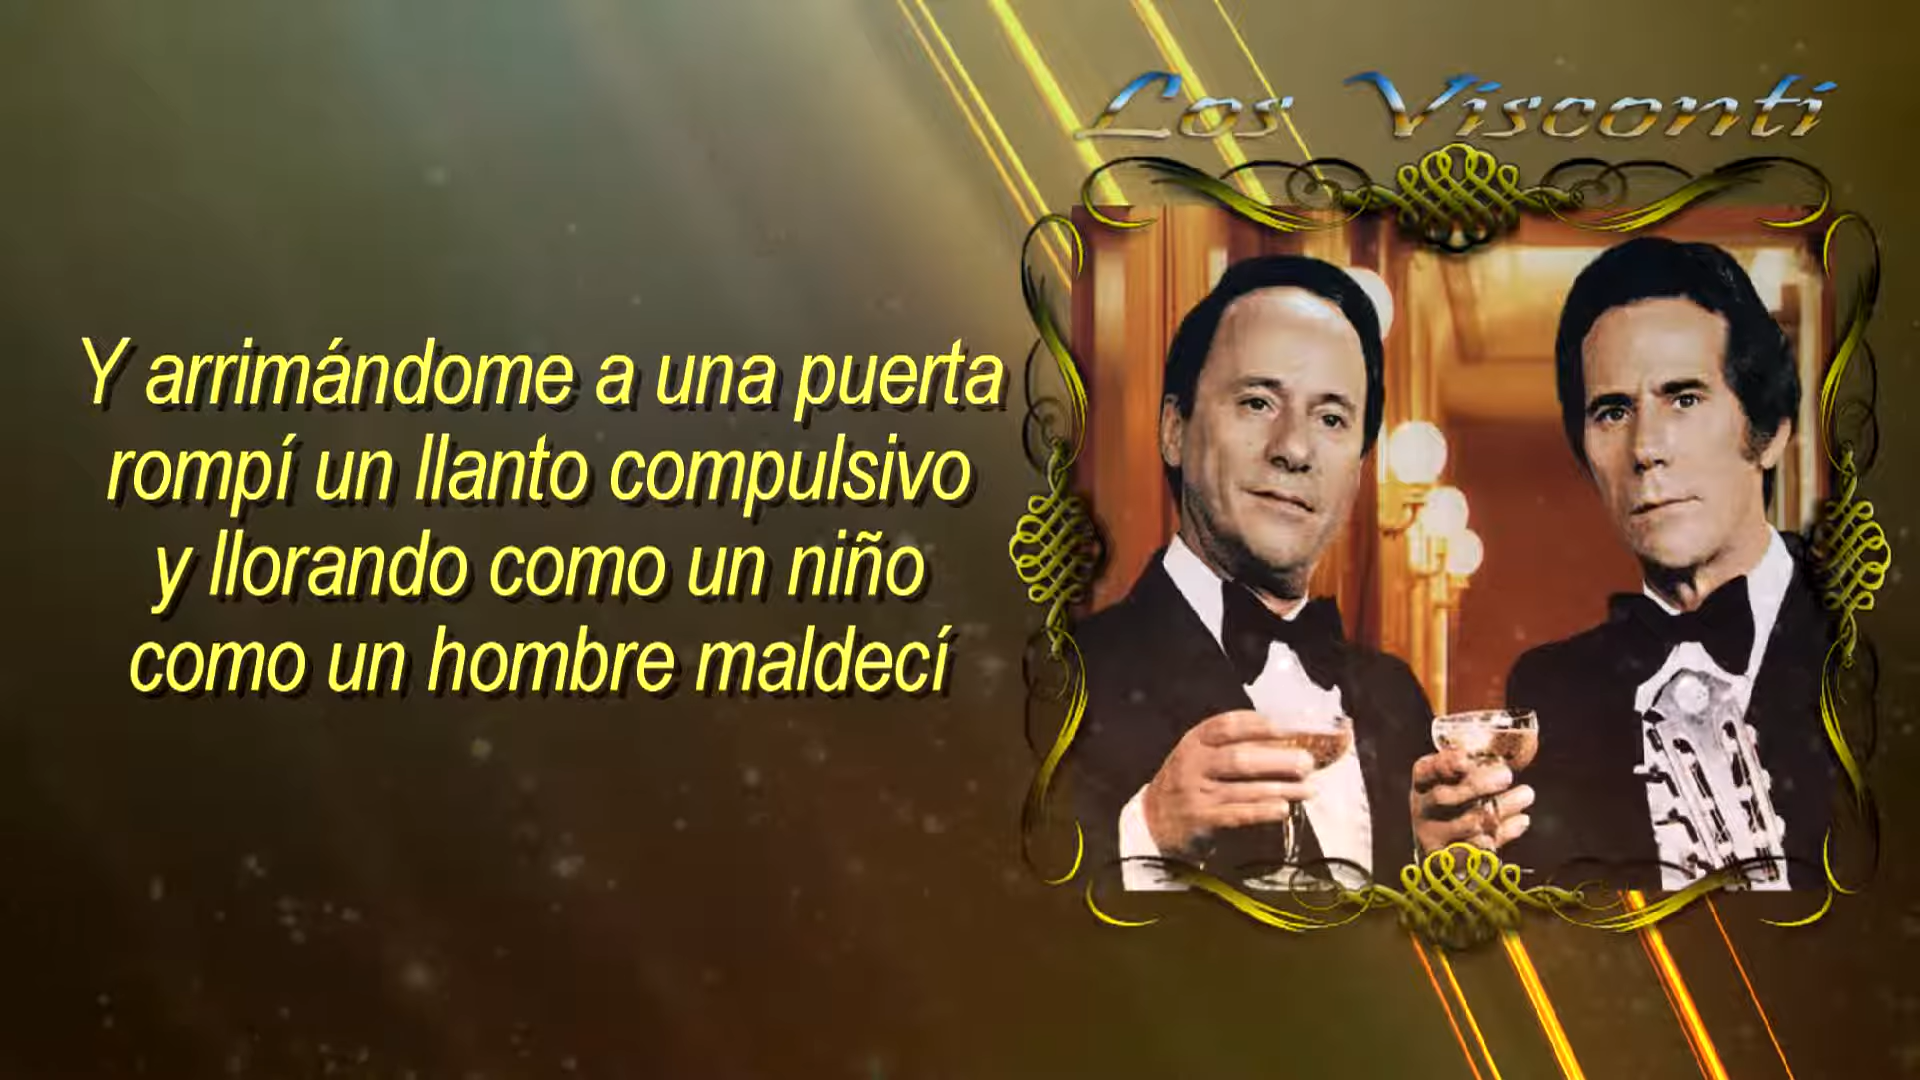 Los Visconti
Y arrimándome a una puerta
rompí un llanto compulsivo
y llorando como un niño
como un hombre maldecí